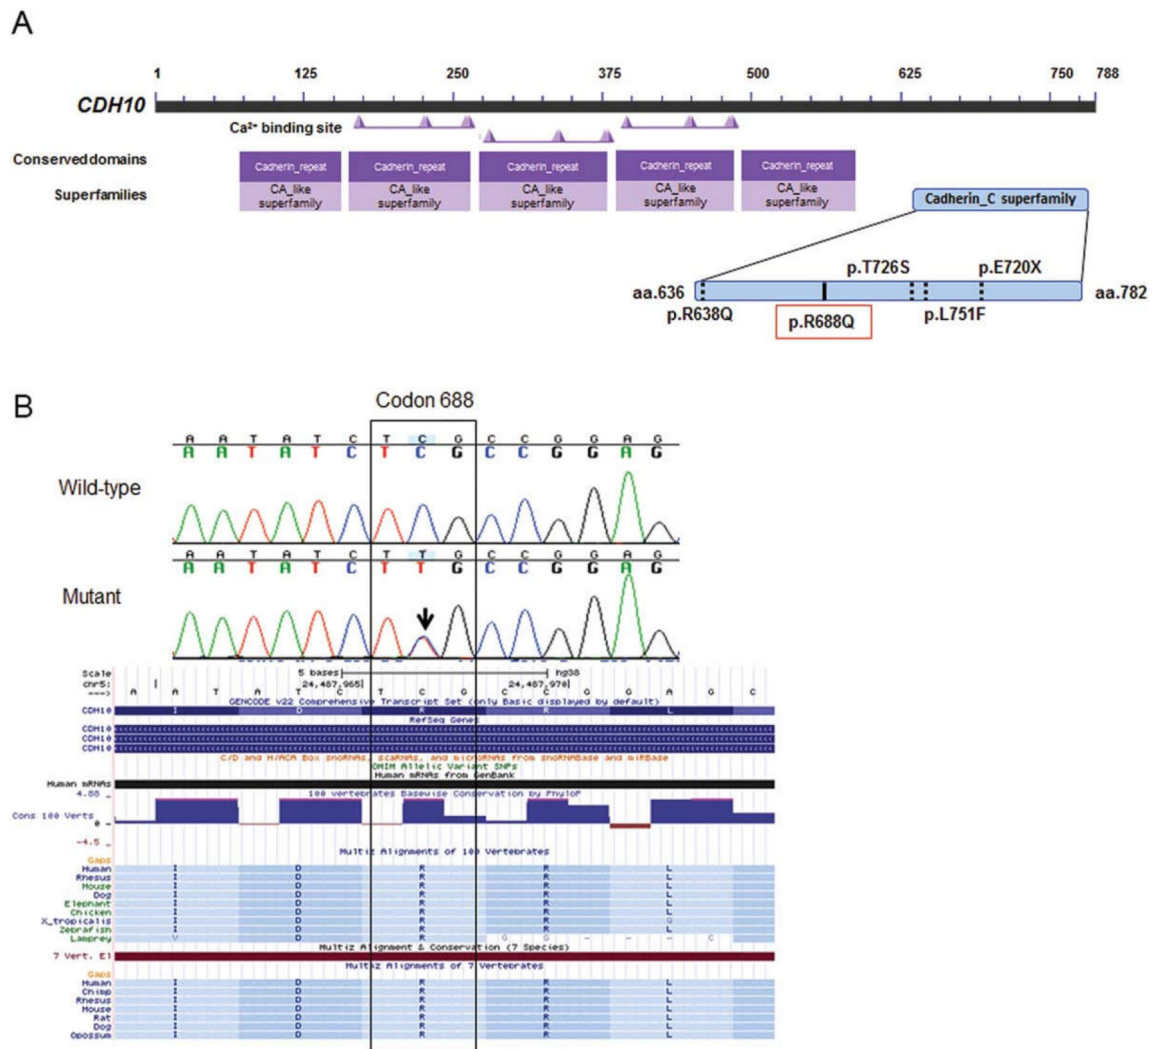 A
1 125 250 375 500 625 750 788
CDH10
Ca²⁺ binding site
Conserved domains
Cadherin_repeat Cadherin_repeat Cadherin_repeat Cadherin_repeat Cadherin_repeat
Superfamilies
CA_like superfamily CA_like superfamily CA_like superfamily CA_like superfamily CA_like superfamily
Cadherin_C superfamily
p.T726S p.E720X
aa.636 aa.782
p.R638Q p.R688Q p.L751F
B
Codon 688
A A T A T C T C G C C G G A G
A A T A T C T C G C C G G A G
Wild-type
A A T A T C T T G C C G G A G
A A T A T C T T G C C G G A G
Mutant
Scale 5 bases hg38
chr5: 24,487,965 24,487,970
---> A A T A T C T C G C C G G A G C
GENCODE v22 Comprehensive Transcript Set (only Basic displayed by default)
CDH10 I D R R L
RefSeq Genes
CDH10
CDH10
CDH10
C/D and H/ACA Box snoRNAs, scaRNAs, and microRNAs from snoRNABase and miRBase
OMIM Allelic Variant SNPs
Human mRNAs from GenBank
Human mRNAs
4.88 _ 100 vertebrates Basewise Conservation by PhyloP
Cons 100 Verts
0 -
-4.5 _
Multiz Alignments of 100 Vertebrates
Gaps
Human I D R R L
Rhesus I D R R L
Mouse I D R R L
Dog I D R R L
Elephant I D R R L
Chicken I D R R L
X_tropicalis I D R R Q
Zebrafish I D R R L
Lamprey V D R G G - - - C
Multiz Alignment & Conservation (7 Species)
7 Vert. El
Multiz Alignments of 7 Vertebrates
Gaps
Human I D R R L
Chimp I D R R L
Rhesus I D R R L
Mouse I D R R L
Rat I D R R L
Dog I D R R L
Opossum I D R R L